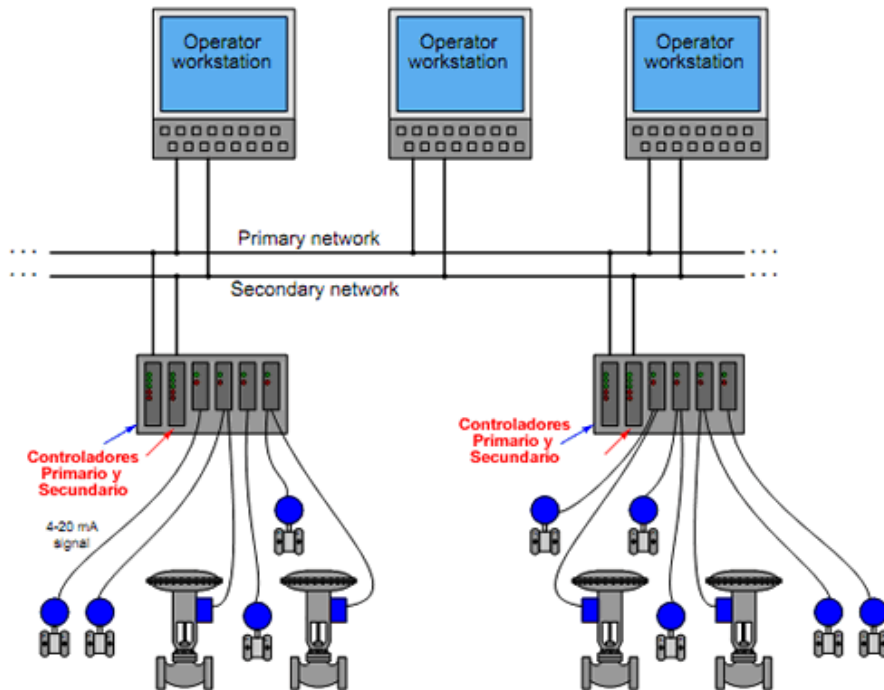 Operator
workstation
Operator
workstation
Operator
workstation
Primary network
Secondary network
Controladores
Primario y
Secundario
4-20 mA
signal
Controladores
Primario y
Secundario